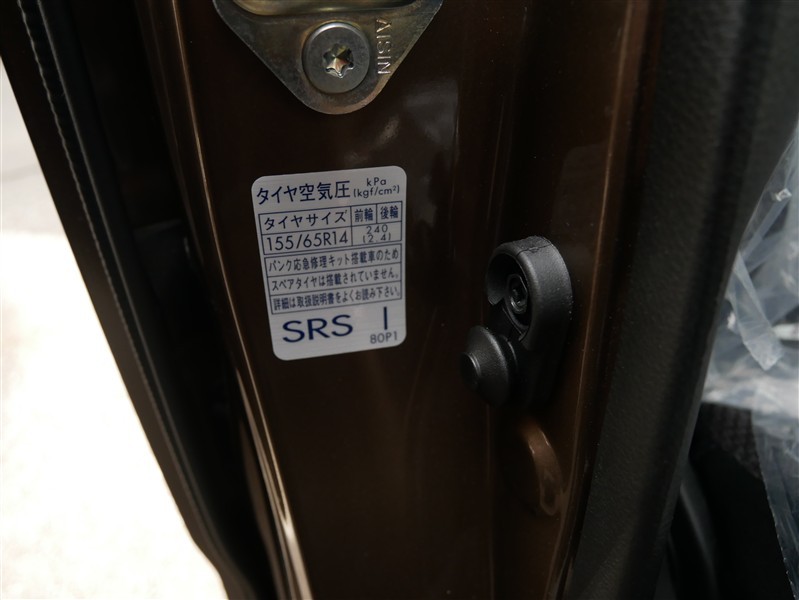 AISIN
タイヤ空気圧 kPa (kgf/cm²)
タイヤサイズ 前輪 後輪
155/65R14 240 (2.4)
パンク応急修理キット搭載車のため
スペアタイヤは搭載されていません。
詳細は取扱説明書をよくお読み下さい。
SRS I
80P1